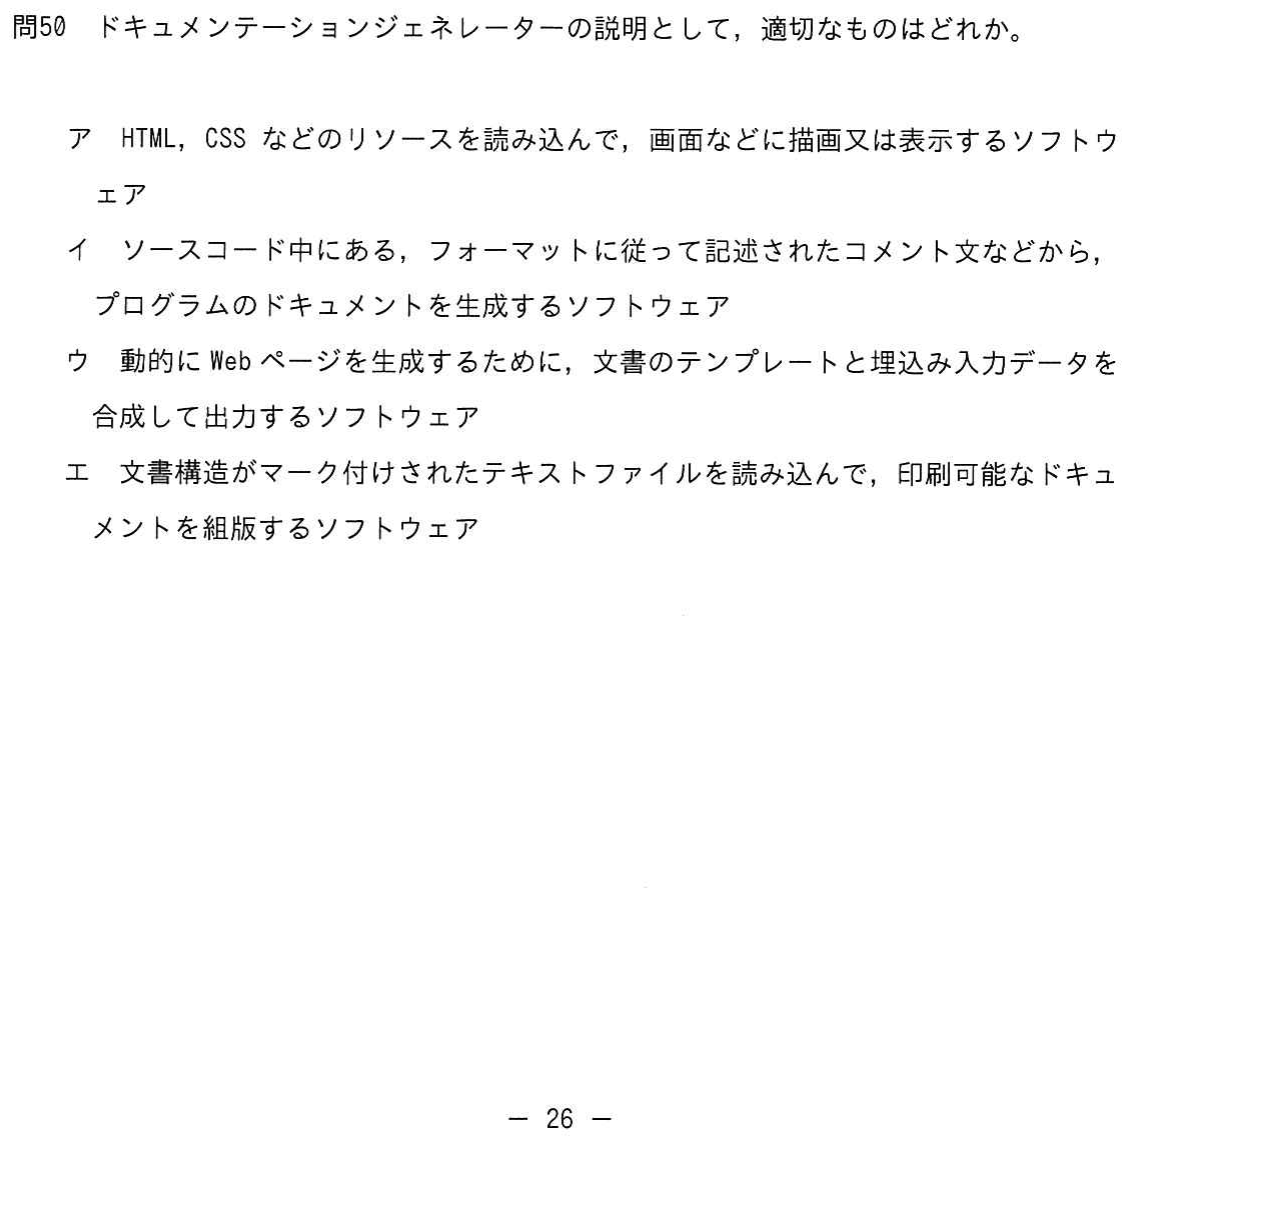 問50　ドキュメンテーションジェネレーターの説明として，適切なものはどれか。
ア　HTML，CSS などのリソースを読み込んで，画面などに描画又は表示するソフトウ
ェア
イ　ソースコード中にある，フォーマットに従って記述されたコメント文などから，
プログラムのドキュメントを生成するソフトウェア
ウ　動的に Web ページを生成するために，文書のテンプレートと埋込み入力データを
合成して出力するソフトウェア
エ　文書構造がマーク付けされたテキストファイルを読み込んで，印刷可能なドキュ
メントを組版するソフトウェア
－ 26 －